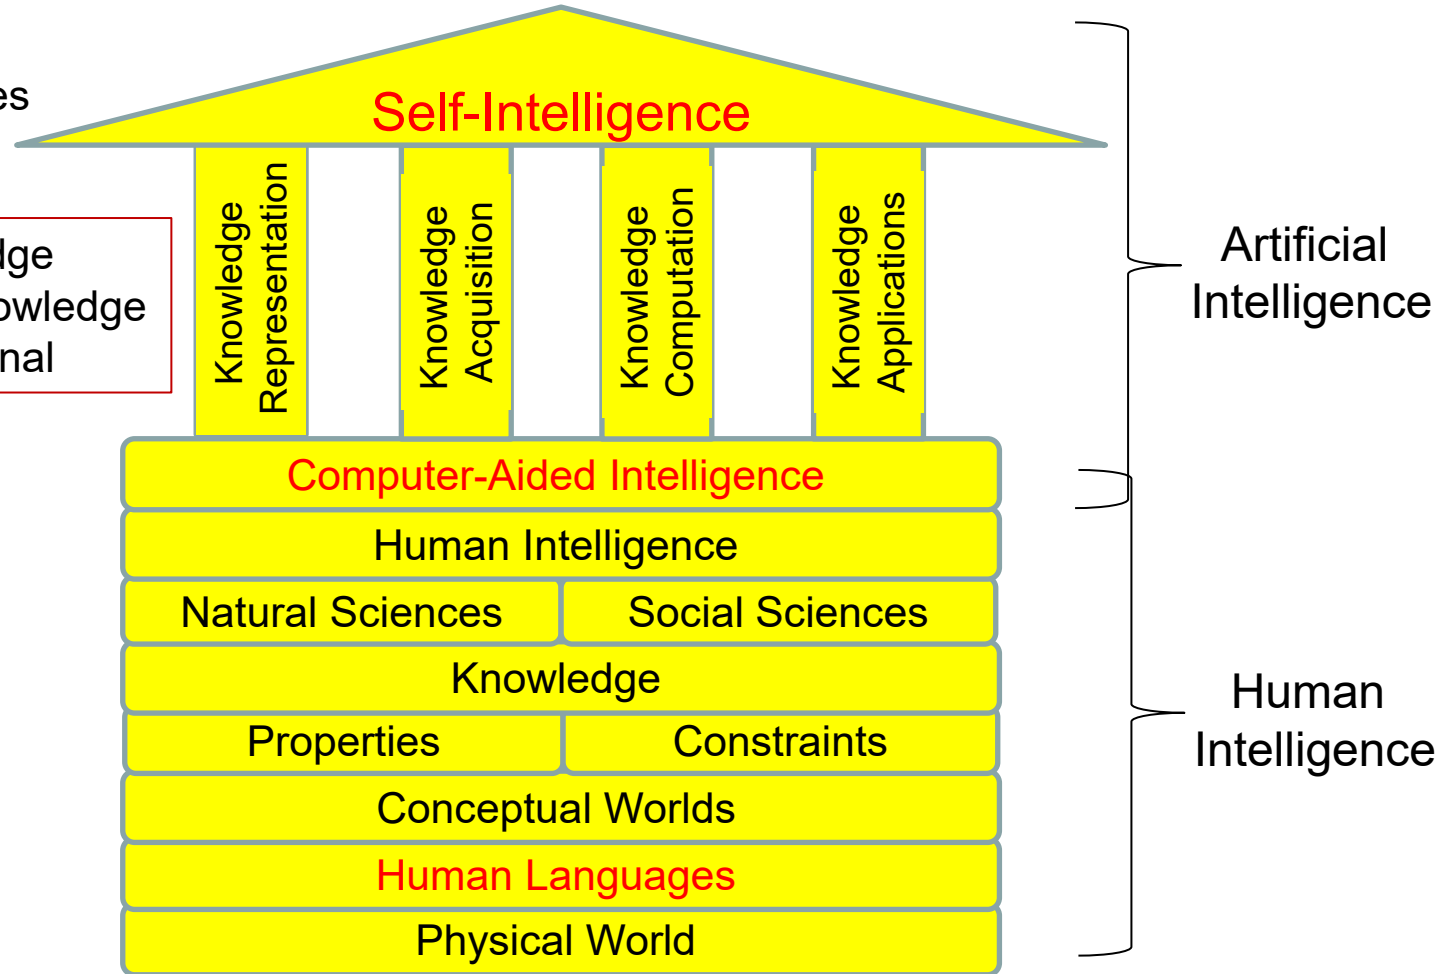 es
Self-Intelligence
dge
owledge
nal
Knowledge
Representation
Knowledge
Acquisition
Knowledge
Computation
Knowledge
Applications
Artificial
Intelligence
Computer-Aided Intelligence
Human Intelligence
Natural Sciences
Social Sciences
Knowledge
Properties
Constraints
Human
Intelligence
Conceptual Worlds
Human Languages
Physical World